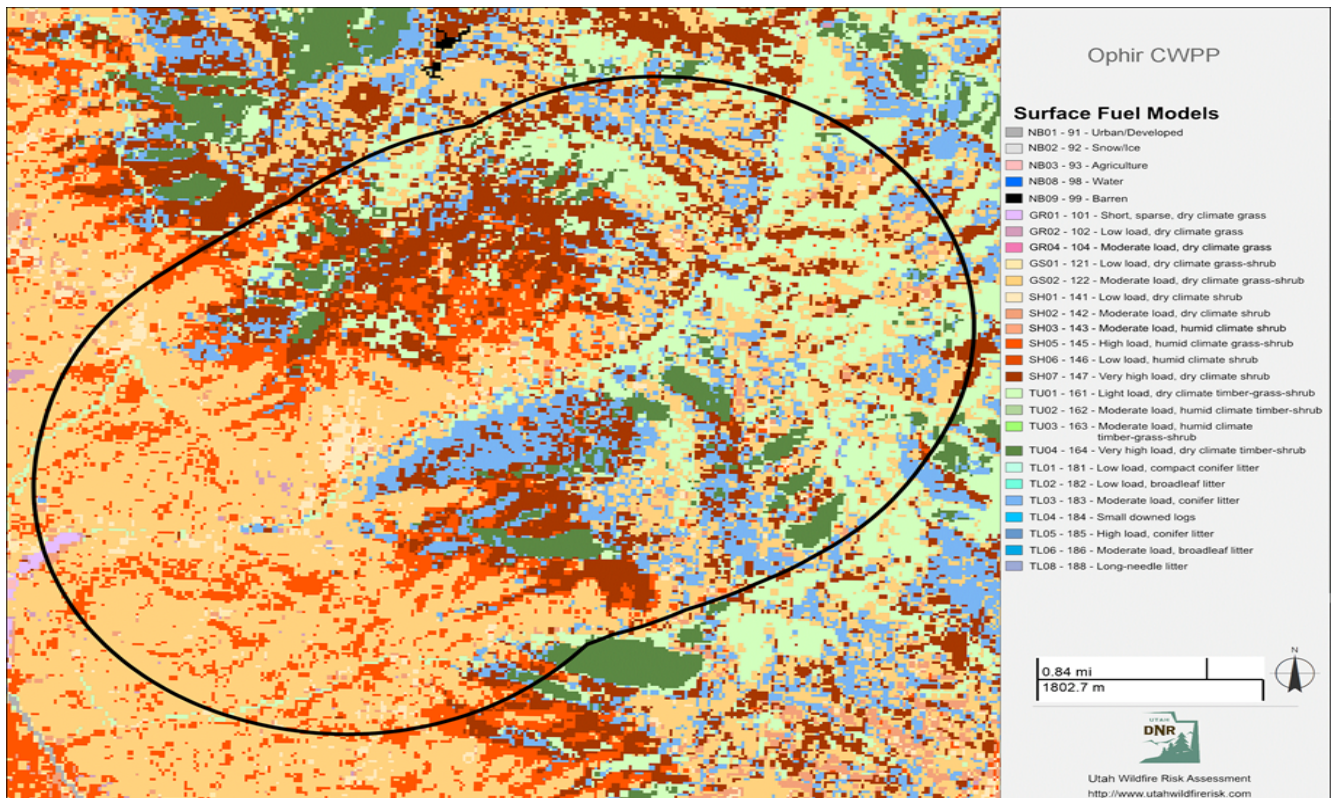 Ophir CWPP
Surface Fuel Models
NB01 - 91 - Urban/Developed
NB02 - 92 - Snow/Ice
NB03 - 93 - Agriculture
NB08 - 98 - Water
NB09 - 99 - Barren
GR01 - 101 - Short, sparse, dry climate grass
GR02 - 102 - Low load, dry climate grass
GR04 - 104 - Moderate load, dry climate grass
GS01 - 121 - Low load, dry climate grass-shrub
GS02 - 122 - Moderate load, dry climate grass-shrub
SH01 - 141 - Low load, dry climate shrub
SH02 - 142 - Moderate load, dry climate shrub
SH03 - 143 - Moderate load, humid climate shrub
SH05 - 145 - High load, humid climate grass-shrub
SH06 - 146 - Low load, humid climate shrub
SH07 - 147 - Very high load, dry climate shrub
TU01 - 161 - Light load, dry climate timber-grass-shrub
TU02 - 162 - Moderate load, humid climate timber-shrub
TU03 - 163 - Moderate load, humid climate
timber-grass-shrub
TU04 - 164 - Very high load, dry climate timber-shrub
TL01 - 181 - Low load, compact conifer litter
TL02 - 182 - Low load, broadleaf litter
TL03 - 183 - Moderate load, conifer litter
TL04 - 184 - Small downed logs
TL05 - 185 - High load, conifer litter
TL06 - 186 - Moderate load, broadleaf litter
TL08 - 188 - Long-needle litter
N
0.84 mi
1802.7 m
UTAH
DNR
Utah Wildfire Risk Assessment
http://www.utahwildfirerisk.com